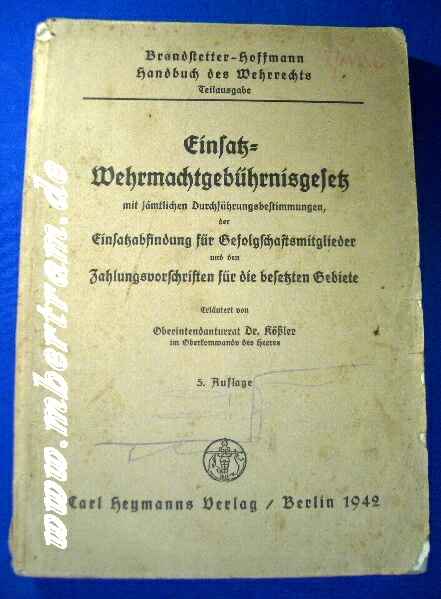 Brandstetter-Hoffmann
Handbuch des Wehrrechts
Teilausgabe
Einsatz=
Wehrmachtgebührnisgesetz
mit sämtlichen Durchführungsbestimmungen,
der
Einsatzabfindung für Gefolgschaftsmitglieder
und den
Zahlungsvorschriften für die besetzten Gebiete
Erläutert von
Oberintendanturrat Dr. Kößler
im Oberkommando des Heeres
5. Auflage
Carl Heymanns Verlag / Berlin 1942
www.mbertram.de